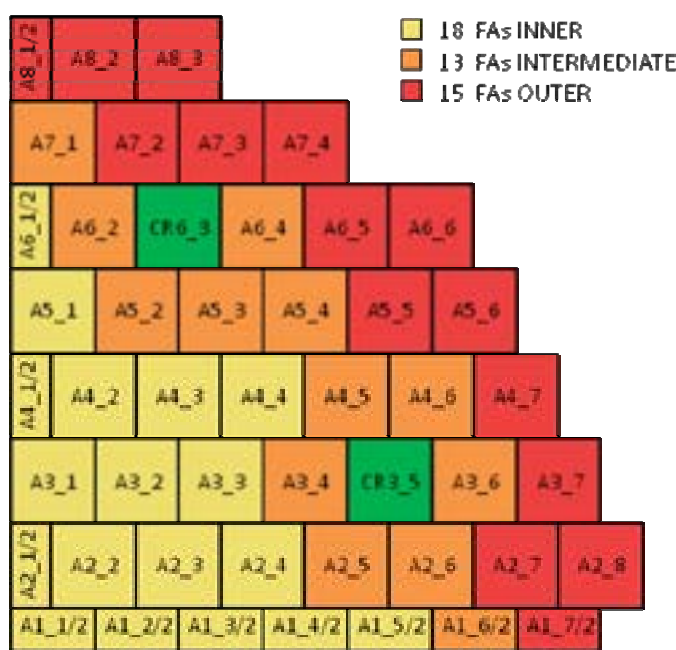 18 FAs INNER
13 FAs INTERMEDIATE
15 FAs OUTER
A8_1/2 A8_2 A8_3
A7_1 A7_2 A7_3 A7_4
A6_1/2 A6_2 CR6_3 A6_4 A6_5 A6_6
A5_1 A5_2 A5_3 A5_4 A5_5 A5_6
A4_1/2 A4_2 A4_3 A4_4 A4_5 A4_6 A4_7
A3_1 A3_2 A3_3 A3_4 CR3_5 A3_6 A3_7
A2_1/2 A2_2 A2_3 A2_4 A2_5 A2_6 A2_7 A2_8
A1_1/2 A1_2/2 A1_3/2 A1_4/2 A1_5/2 A1_6/2 A1_7/2